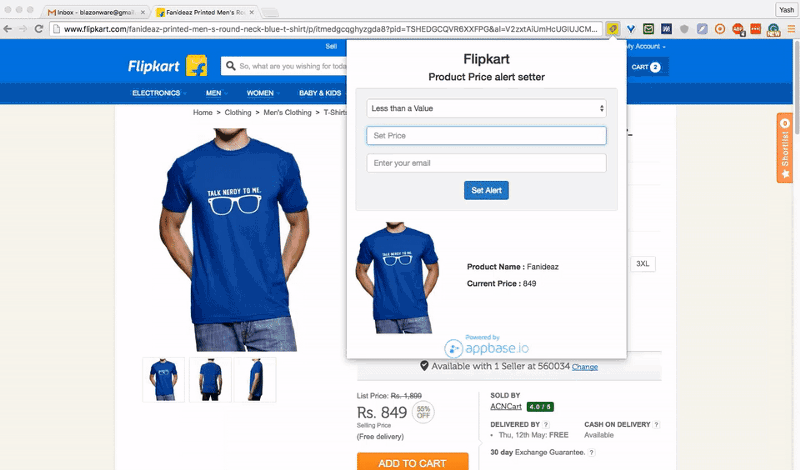 Inbox - blazonware@gmail.
Fanideaz Printed Men's Ro
Yash
www.flipkart.com/fanideaz-printed-men-s-round-neck-blue-t-shirt/p/itmedgcqghyzgda8?pid=TSHEDGCQVR6XXFPG&al=V2zxtAiUmHcUGlUJCM...
Sell
My Account
Flipkart
So, what are you wishing for today
CART 2
ELECTRONICS
MEN
WOMEN
BABY & KIDS
Home > Clothing > Men's Clothing > T-Shirts
Flipkart
Product Price alert setter
Less than a Value
Set Price
Enter your email
Set Alert
Shortlist 0
TALK NERDY TO ME.
TALK NERDY TO ME.
Product Name : Fanideaz
Current Price : 849
3XL
Powered by
appbase.io
Available with 1 Seller at 560034 Change
List Price: Rs. 1,899
Rs. 849
55% OFF
Selling Price
(Free delivery)
ADD TO CART
SOLD BY
ACNCart 4.0 / 5
DELIVERED BY ?
Thu, 12th May: FREE
CASH ON DELIVERY ?
Available
30 day Exchange Guarantee. ?